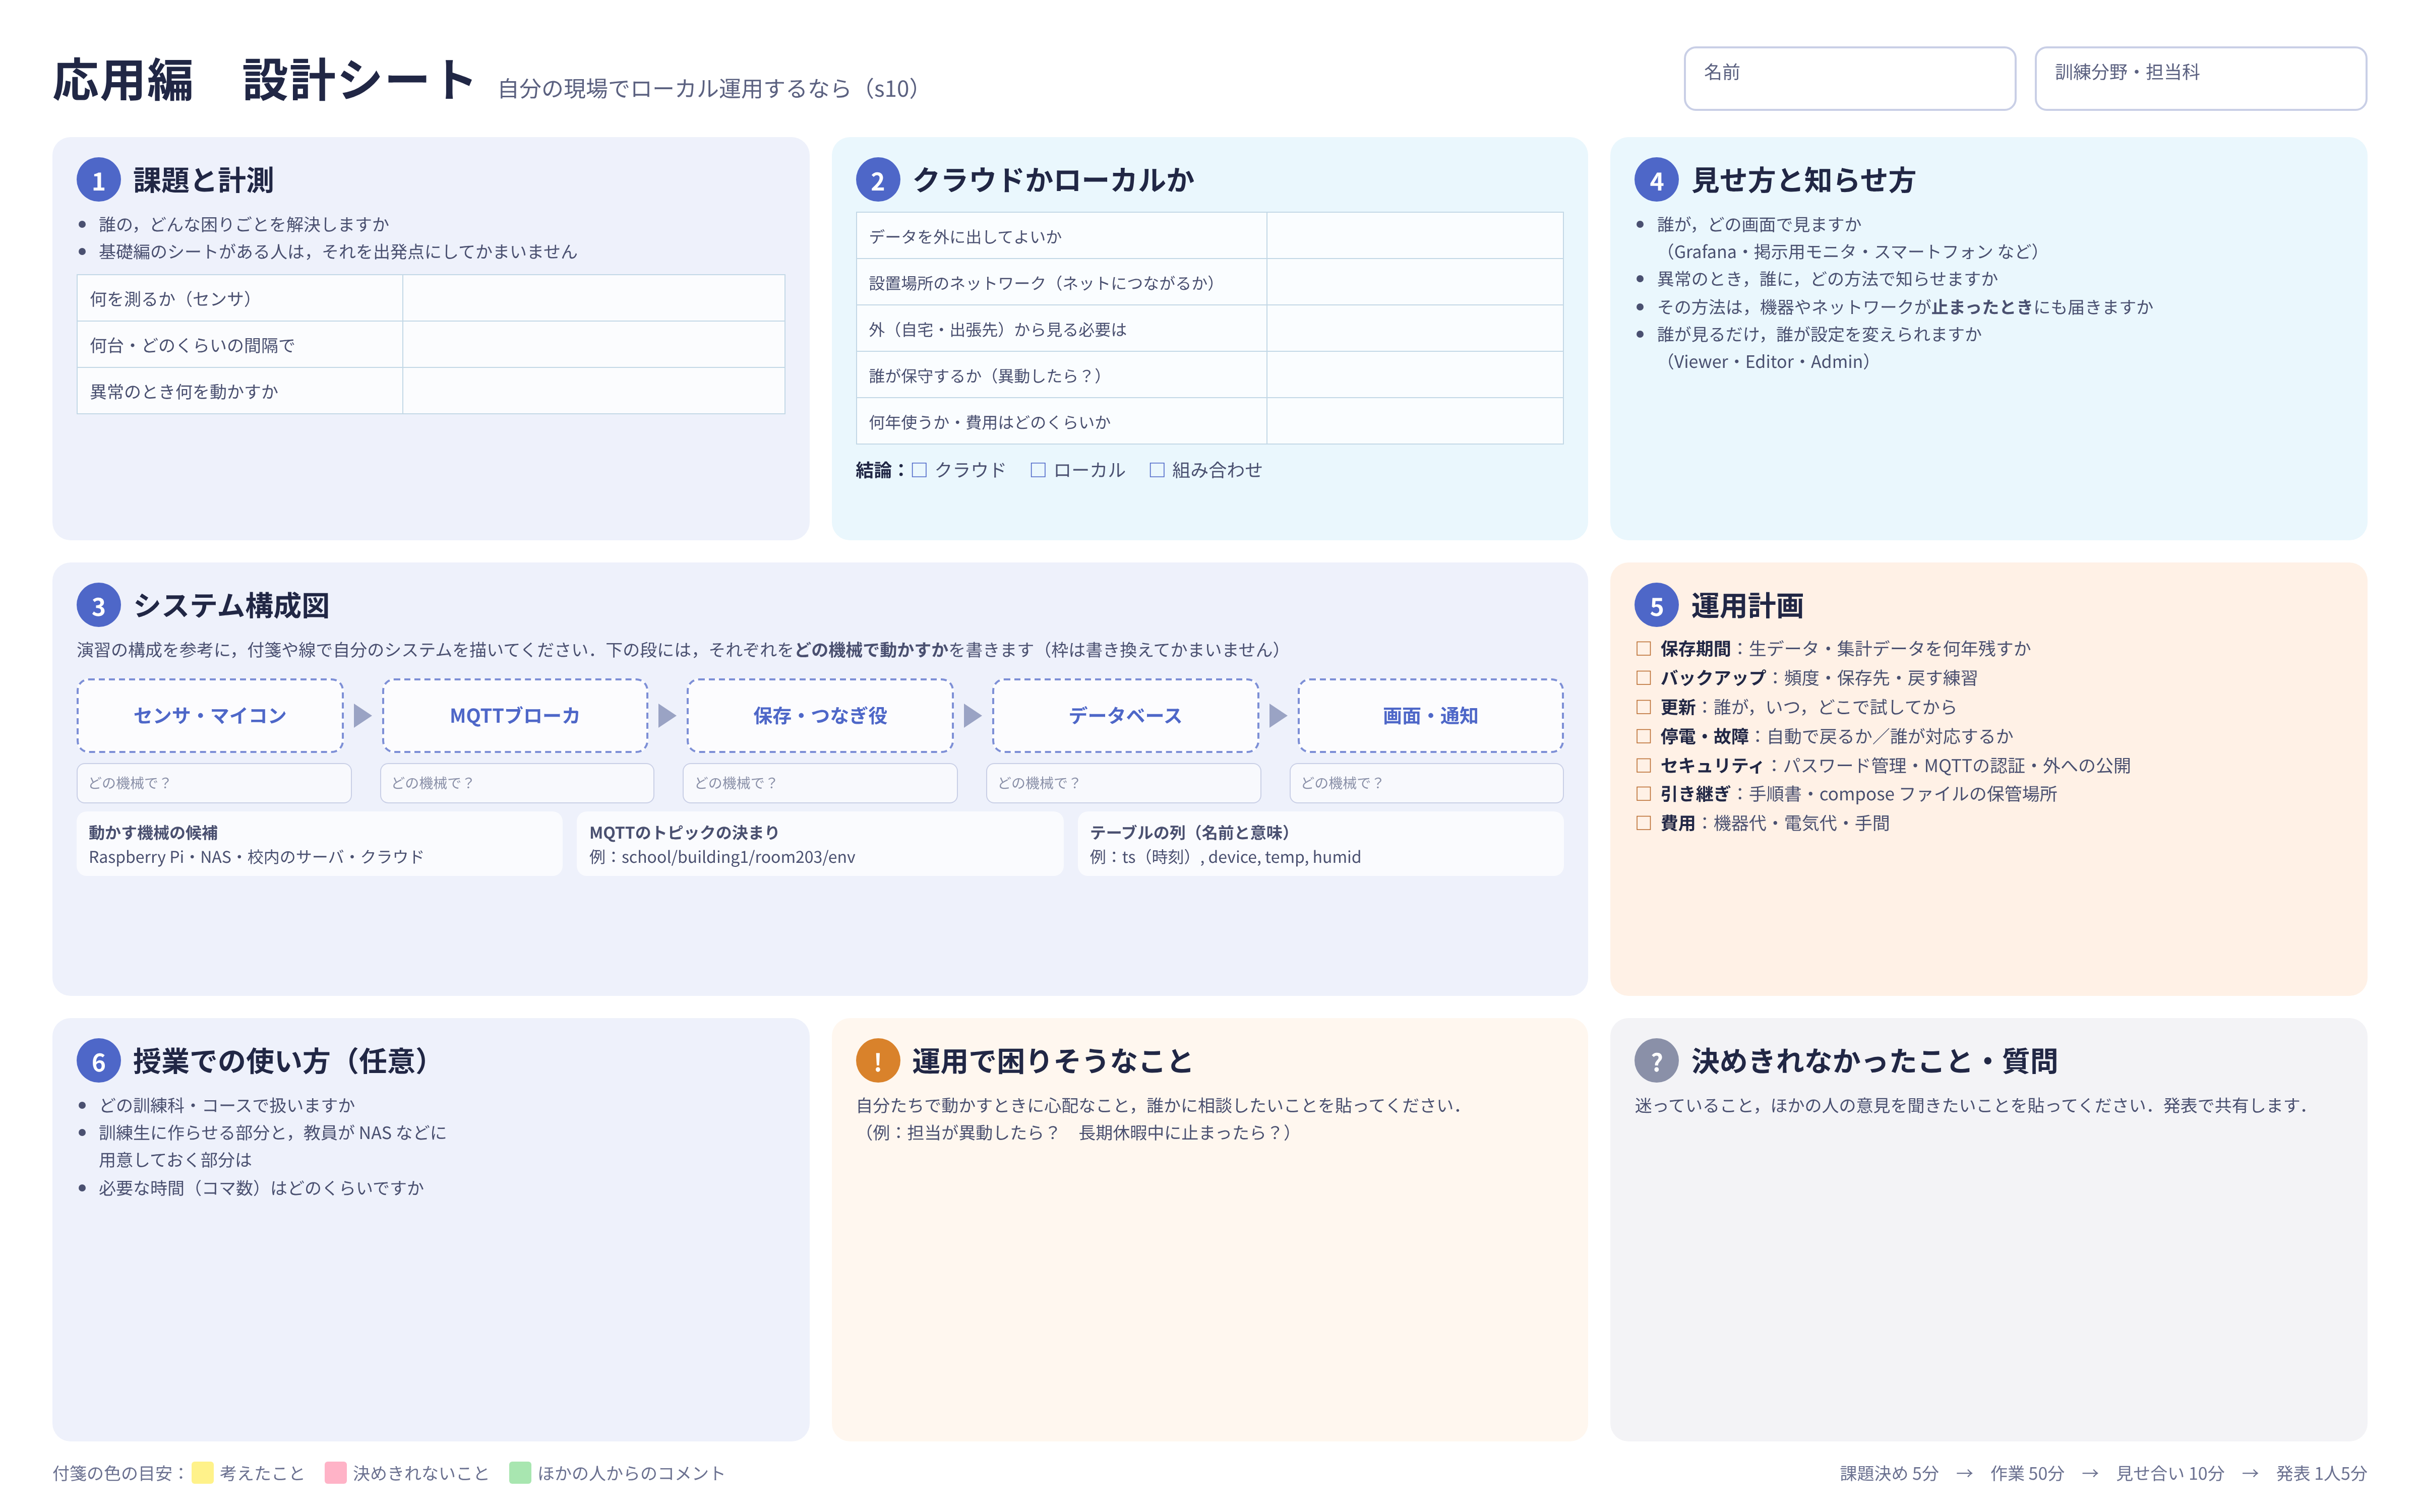 応用編　設計シート 自分の現場でローカル運用するなら（s10）
名前
訓練分野・担当科
1 課題と計測
• 誰の，どんな困りごとを解決しますか
• 基礎編のシートがある人は，それを出発点にしてかまいません
何を測るか（センサ）
何台・どのくらいの間隔で
異常のとき何を動かすか
2 クラウドかローカルか
データを外に出してよいか
設置場所のネットワーク（ネットにつながるか）
外（自宅・出張先）から見る必要は
誰が保守するか（異動したら？）
何年使うか・費用はどのくらいか
結論：□ クラウド　□ ローカル　□ 組み合わせ
4 見せ方と知らせ方
• 誰が，どの画面で見ますか
（Grafana・掲示用モニタ・スマートフォン など）
• 異常のとき，誰に，どの方法で知らせますか
• その方法は，機器やネットワークが止まったときにも届きますか
• 誰が見るだけ，誰が設定を変えられますか
（Viewer・Editor・Admin）
3 システム構成図
演習の構成を参考に，付箋や線で自分のシステムを描いてください．下の段には，それぞれをどの機械で動かすかを書きます（枠は書き換えてかまいません）
センサ・マイコン
MQTTブローカ
保存・つなぎ役
データベース
画面・通知
どの機械で？
どの機械で？
どの機械で？
どの機械で？
どの機械で？
動かす機械の候補
Raspberry Pi・NAS・校内のサーバ・クラウド
MQTTのトピックの決まり
例：school/building1/room203/env
テーブルの列（名前と意味）
例：ts（時刻）, device, temp, humid
5 運用計画
□ 保存期間：生データ・集計データを何年残すか
□ バックアップ：頻度・保存先・戻す練習
□ 更新：誰が，いつ，どこで試してから
□ 停電・故障：自動で戻るか／誰が対応するか
□ セキュリティ：パスワード管理・MQTTの認証・外への公開
□ 引き継ぎ：手順書・compose ファイルの保管場所
□ 費用：機器代・電気代・手間
6 授業での使い方（任意）
• どの訓練科・コースで扱いますか
• 訓練生に作らせる部分と，教員が NAS などに
用意しておく部分は
• 必要な時間（コマ数）はどのくらいですか
! 運用で困りそうなこと
自分たちで動かすときに心配なこと，誰かに相談したいことを貼ってください．
（例：担当が異動したら？　長期休暇中に止まったら？）
? 決めきれなかったこと・質問
迷っていること，ほかの人の意見を聞きたいことを貼ってください．発表で共有します．
付箋の色の目安： 考えたこと　決めきれないこと　ほかの人からのコメント
課題決め 5分　→　作業 50分　→　見せ合い 10分　→　発表 1人5分